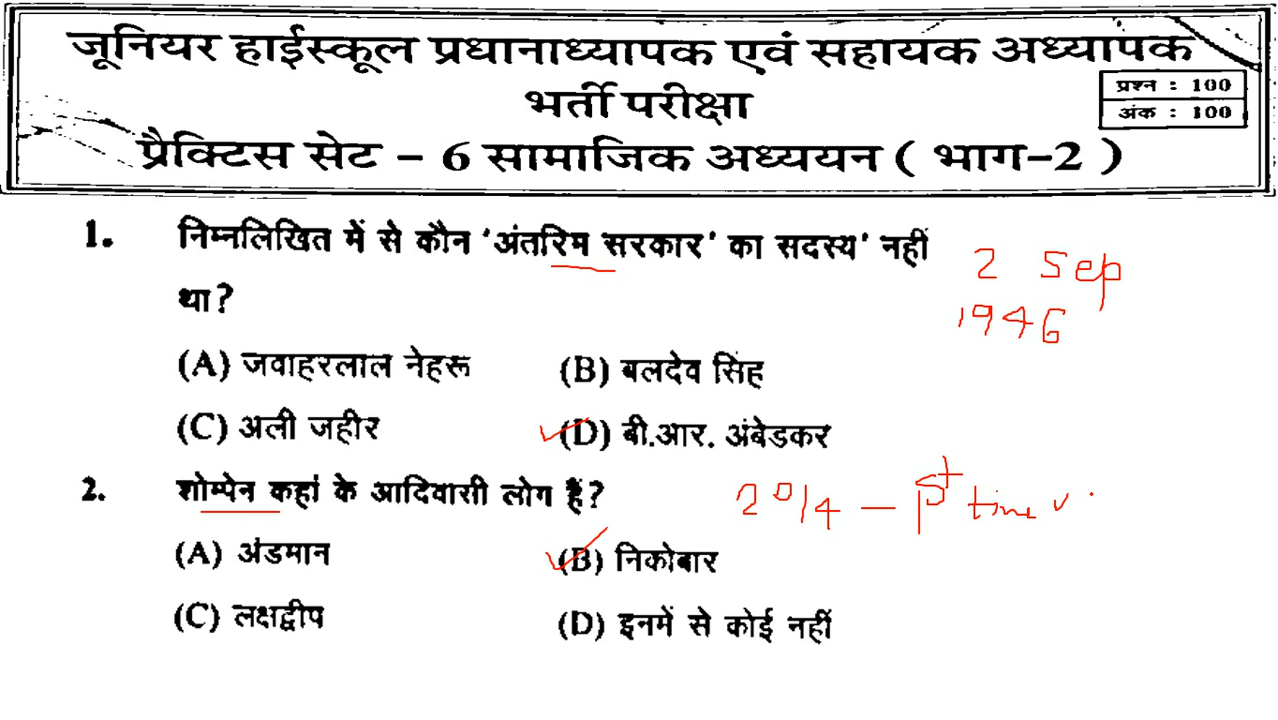 जूनियर हाईस्कूल प्रधानाध्यापक एवं सहायक अध्यापक
भर्ती परीक्षा
प्रश्न : 100
अंक : 100
प्रैक्टिस सेट – 6 सामाजिक अध्ययन ( भाग-2 )
1. निम्नलिखित में से कौन 'अंतरिम सरकार' का सदस्य' नहीं
था?
2 Sep
1946
(A) जवाहरलाल नेहरू (B) बलदेव सिंह
(C) अली जहीर (D) बी.आर. अंबेडकर
2. शोम्पेन कहां के आदिवासी लोग हैं?
2014 – 1st time v
(A) अंडमान (B) निकोबार
(C) लक्षद्वीप (D) इनमें से कोई नहीं